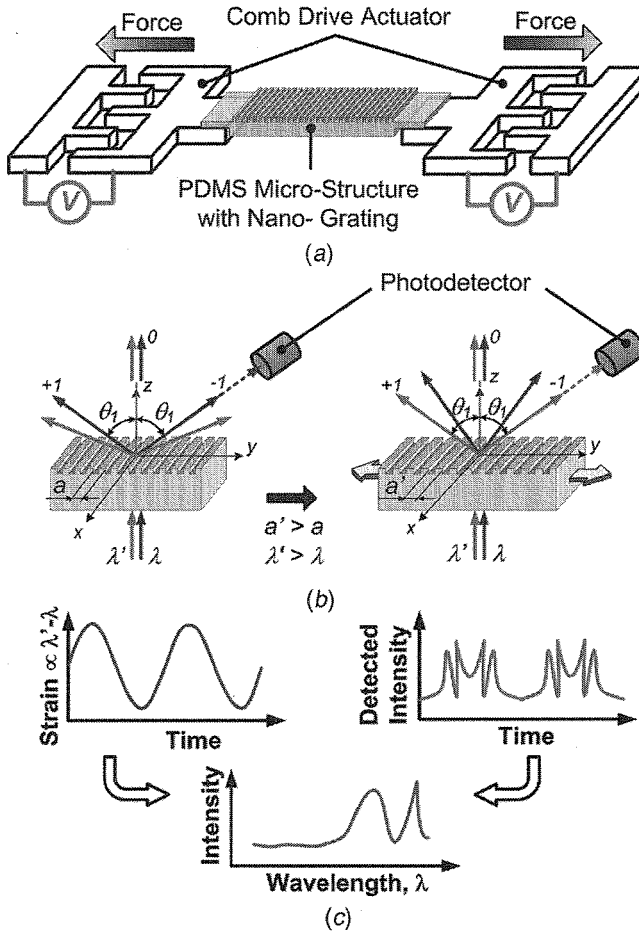 Comb Drive Actuator
Force
Force
V
V
PDMS Micro-Structure
with Nano- Grating
(a)
Photodetector
0
0
+1
z
-1
+1
z
-1
θ1
θ1
θ1
θ1
y
y
a
a'
x
x
a' > a
λ' > λ
λ'
λ
λ'
λ
(b)
Strain ∝ λ'-λ
Time
Detected
Intensity
Time
Intensity
Wavelength, λ
(c)